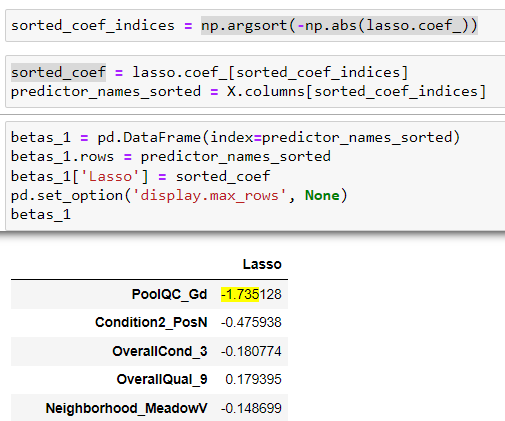 sorted_coef_indices = np.argsort(-np.abs(lasso.coef_))
sorted_coef = lasso.coef_[sorted_coef_indices]
predictor_names_sorted = X.columns[sorted_coef_indices]
betas_1 = pd.DataFrame(index=predictor_names_sorted)
betas_1.rows = predictor_names_sorted
betas_1['Lasso'] = sorted_coef
pd.set_option('display.max_rows', None)
betas_1
Lasso
PoolQC_Gd -1.735128
Condition2_PosN -0.475938
OverallCond_3 -0.180774
OverallQual_9 0.179395
Neighborhood_MeadowV -0.148699